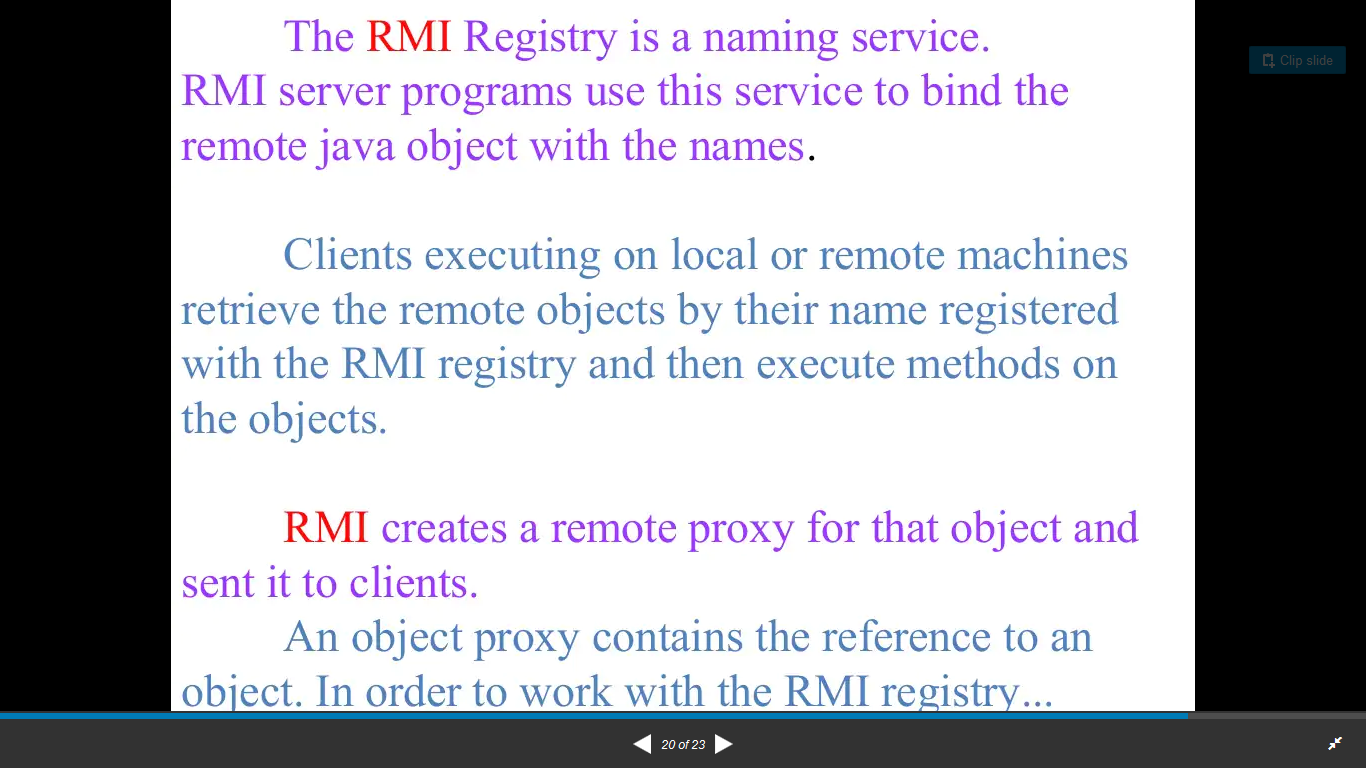 The RMI Registry is a naming service.
RMI server programs use this service to bind the
remote java object with the names.
Clients executing on local or remote machines
retrieve the remote objects by their name registered
with the RMI registry and then execute methods on
the objects.
RMI creates a remote proxy for that object and
sent it to clients.
An object proxy contains the reference to an
object. In order to work with the RMI registry...
Clip slide
20 of 23